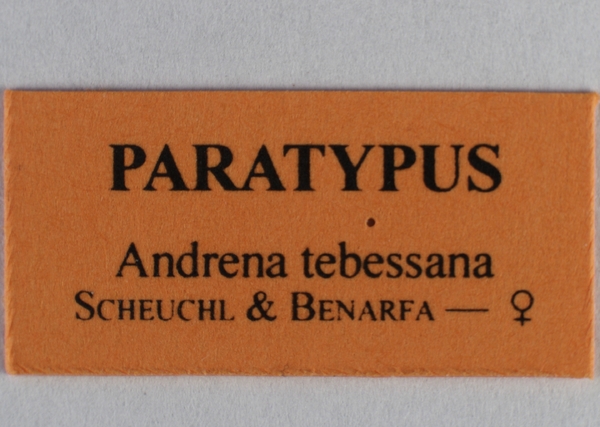 PARATYPUS
Andrena tebessana
SCHEUCHL & BENARFA — ♀